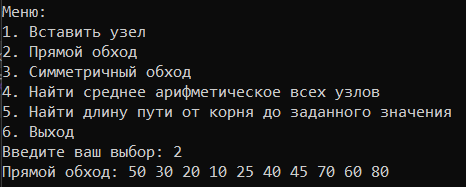 Меню:
1. Вставить узел
2. Прямой обход
3. Симметричный обход
4. Найти среднее арифметическое всех узлов
5. Найти длину пути от корня до заданного значения
6. Выход
Введите ваш выбор: 2
Прямой обход: 50 30 20 10 25 40 45 70 60 80